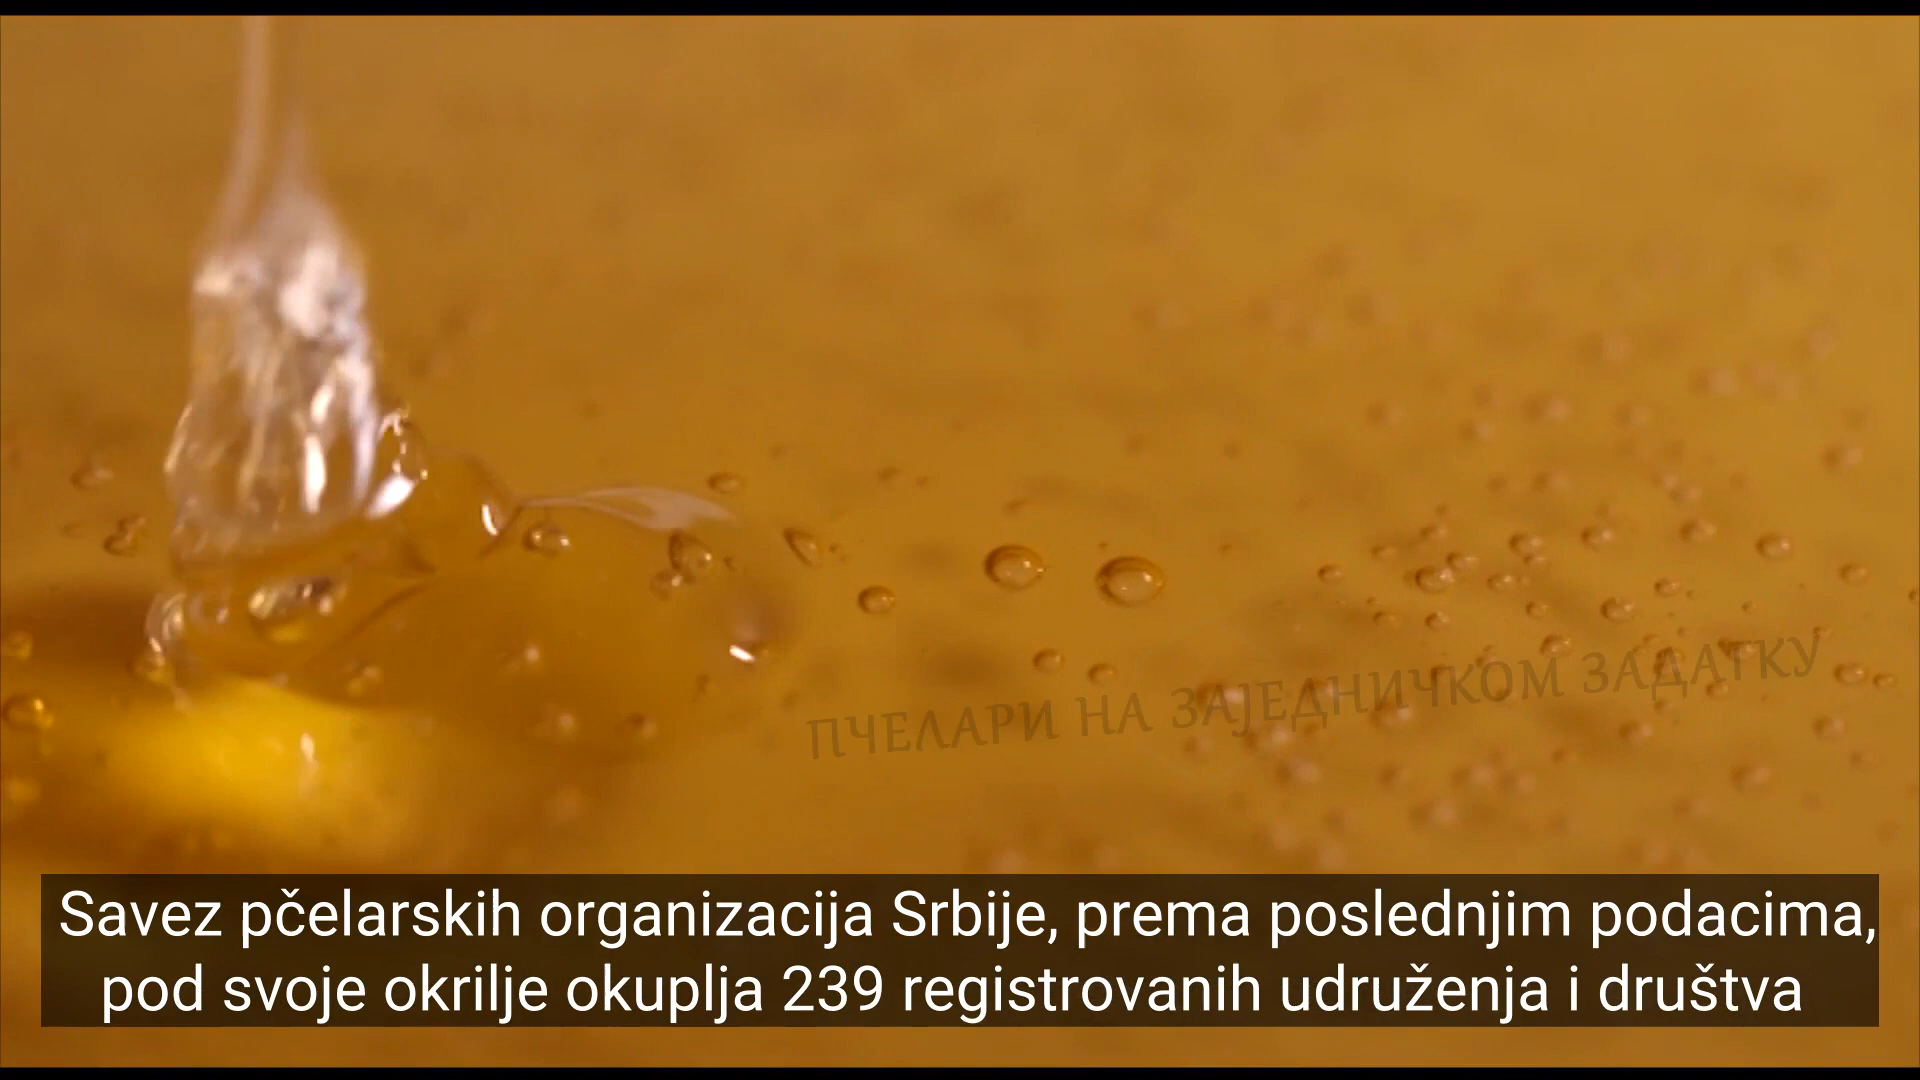 ПЧЕЛАРИ НА ЗАЈЕДНИЧКОМ ЗАДАТКУ
Savez pčelarskih organizacija Srbije, prema poslednjim podacima,
pod svoje okrilje okuplja 239 registrovanih udruženja i društva